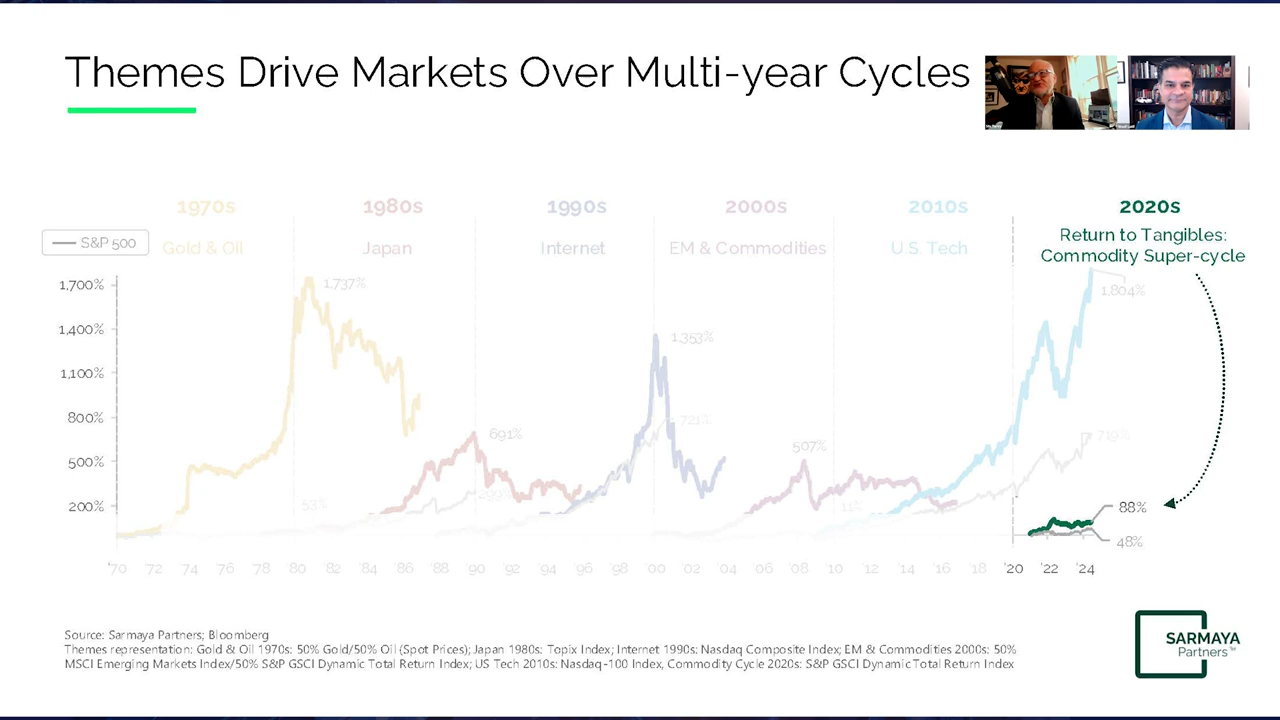 Themes Drive Markets Over Multi-year Cycles
1970s 1980s 1990s 2000s 2010s 2020s
S&P 500
Gold & Oil Japan Internet EM & Commodities U.S. Tech
Return to Tangibles:
Commodity Super-cycle
1,700%
1,400%
1,100%
800%
500%
200%
1,737%
53%
691%
1,353%
721%
507%
11%
1,804%
719%
88%
48%
'70 '72 '74 '76 '78 '80 '82 '84 '86 '88 '90 '92 '94 '96 '98 '00 '02 '04 '06 '08 '10 '12 '14 '16 '18 '20 '22 '24
Source: Sarmaya Partners; Bloomberg
Themes representation: Gold & Oil 1970s: 50% Gold/50% Oil (Spot Prices); Japan 1980s: Topix Index; Internet 1990s: Nasdaq Composite Index; EM & Commodities 2000s: 50%
MSCI Emerging Markets Index/50% S&P GSCI Dynamic Total Return Index; US Tech 2010s: Nasdaq-100 Index, Commodity Cycle 2020s: S&P GSCI Dynamic Total Return Index
SARMAYA
Partners